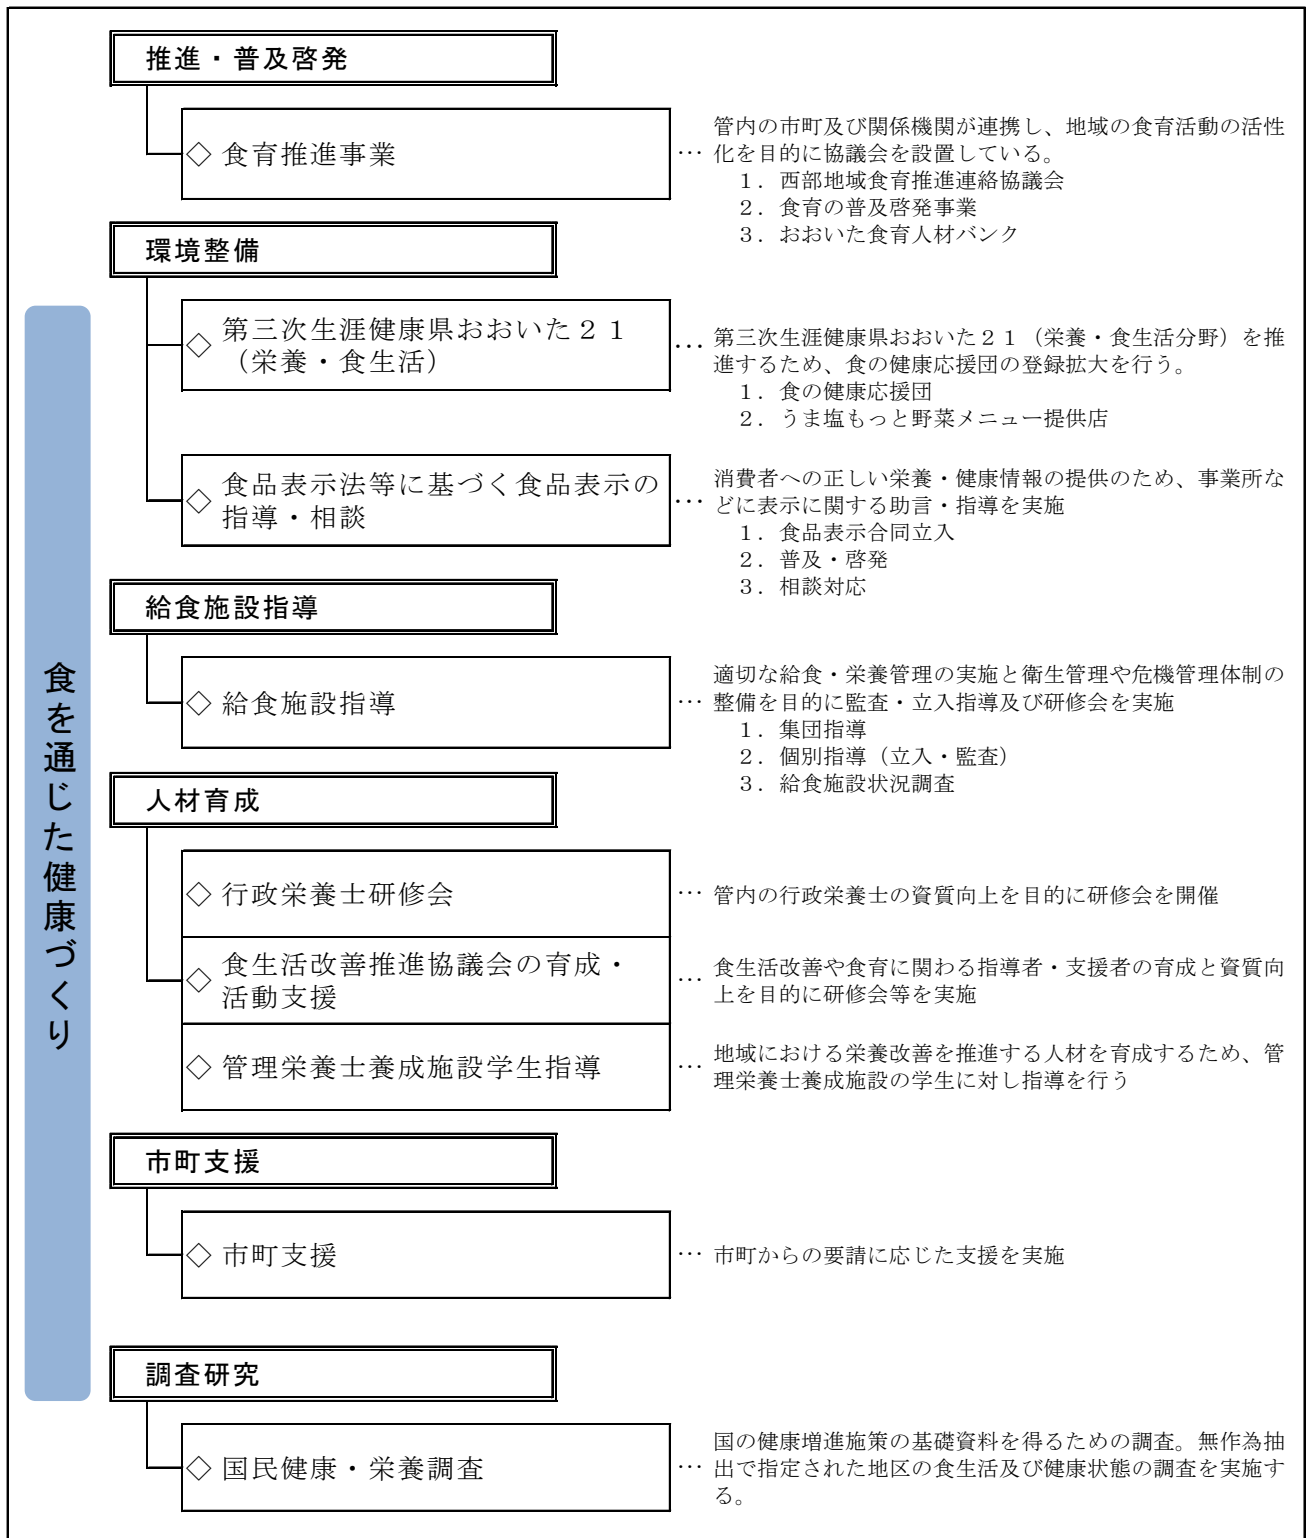 食を通じた健康づくり
推進・普及啓発
◇ 食育推進事業
… 管内の市町及び関係機関が連携し、地域の食育活動の活性
化を目的に協議会を設置している。
１．西部地域食育推進連絡協議会
２．食育の普及啓発事業
３．おおいた食育人材バンク
環境整備
◇ 第三次生涯健康県おおいた２１
（栄養・食生活）
… 第三次生涯健康県おおいた２１（栄養・食生活分野）を推
進するため、食の健康応援団の登録拡大を行う。
１．食の健康応援団
２．うま塩もっと野菜メニュー提供店
◇ 食品表示法等に基づく食品表示の
指導・相談
… 消費者への正しい栄養・健康情報の提供のため、事業所な
どに表示に関する助言・指導を実施
１．食品表示合同立入
２．普及・啓発
３．相談対応
給食施設指導
◇ 給食施設指導
… 適切な給食・栄養管理の実施と衛生管理や危機管理体制の
整備を目的に監査・立入指導及び研修会を実施
１．集団指導
２．個別指導（立入・監査）
３．給食施設状況調査
人材育成
◇ 行政栄養士研修会
… 管内の行政栄養士の資質向上を目的に研修会を開催
◇ 食生活改善推進協議会の育成・
活動支援
… 食生活改善や食育に関わる指導者・支援者の育成と資質向
上を目的に研修会等を実施
◇ 管理栄養士養成施設学生指導
… 地域における栄養改善を推進する人材を育成するため、管
理栄養士養成施設の学生に対し指導を行う
市町支援
◇ 市町支援
… 市町からの要請に応じた支援を実施
調査研究
◇ 国民健康・栄養調査
… 国の健康増進施策の基礎資料を得るための調査。無作為抽
出で指定された地区の食生活及び健康状態の調査を実施す
る。